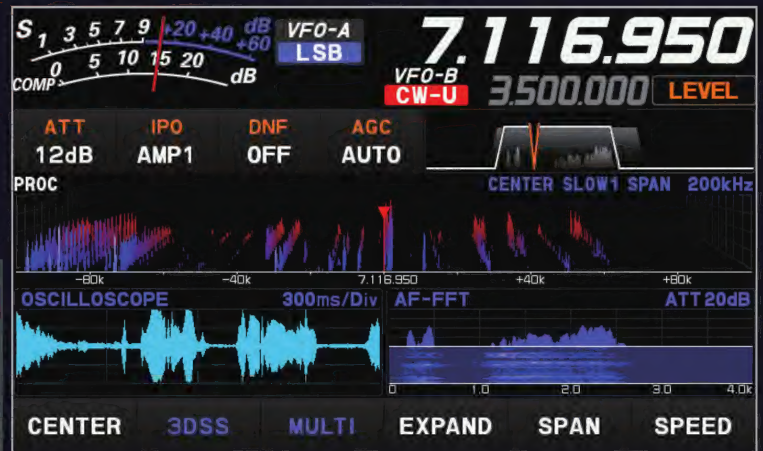 S 1 3 5 7 9 +20 +40 +60 dB
VFO-A
LSB
7.116.950
COMP 0 5 10 15 20 dB
VFO-B
CW-U
3.500.000
LEVEL
ATT IPO DNF AGC
12dB AMP1 OFF AUTO
PROC
CENTER SLOW1 SPAN 200kHz
-80k -40k 7.116.950 +40k +80k
OSCILLOSCOPE 300ms/Div
AF-FFT ATT 20dB
0 1.0 2.0 3.0 4.0k
CENTER 3DSS MULTI EXPAND SPAN SPEED